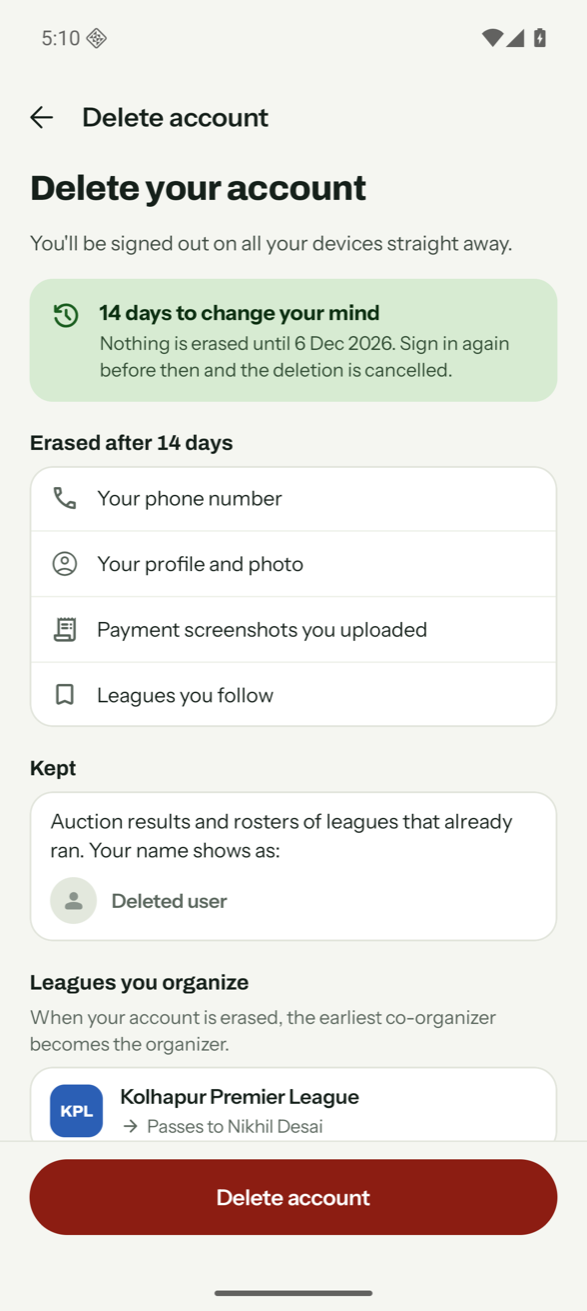 5:10
Delete account
Delete your account
You'll be signed out on all your devices straight away.
14 days to change your mind
Nothing is erased until 6 Dec 2026. Sign in again
before then and the deletion is cancelled.
Erased after 14 days
Your phone number
Your profile and photo
Payment screenshots you uploaded
Leagues you follow
Kept
Auction results and rosters of leagues that already
ran. Your name shows as:
Deleted user
Leagues you organize
When your account is erased, the earliest co-organizer
becomes the organizer.
KPL
Kolhapur Premier League
→ Passes to Nikhil Desai
Delete account